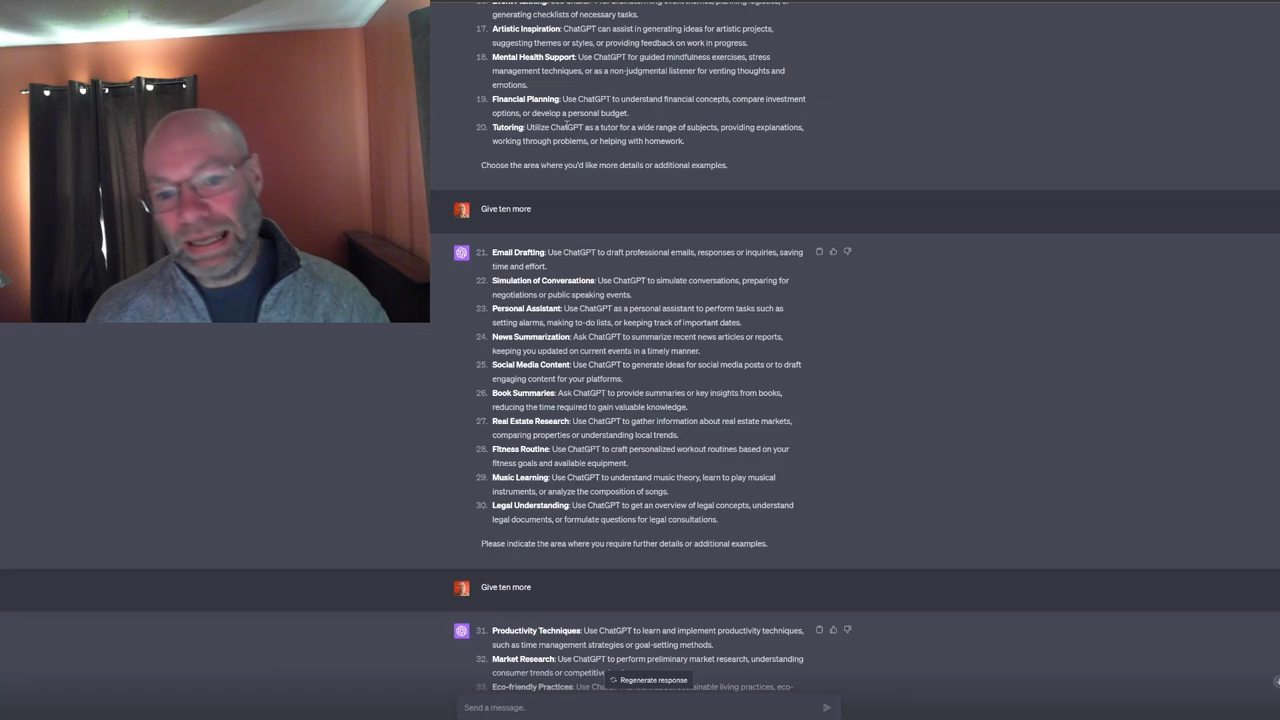 generating checklists of necessary tasks.
17. Artistic Inspiration: ChatGPT can assist in generating ideas for artistic projects,
suggesting themes or styles, or providing feedback on work in progress.
18. Mental Health Support: Use ChatGPT for guided mindfulness exercises, stress
management techniques, or as a non-judgmental listener for venting thoughts and
emotions.
19. Financial Planning: Use ChatGPT to understand financial concepts, compare investment
options, or develop a personal budget.
20. Tutoring: Utilize ChatGPT as a tutor for a wide range of subjects, providing explanations,
working through problems, or helping with homework.
Choose the area where you'd like more details or additional examples.
Give ten more
21. Email Drafting: Use ChatGPT to draft professional emails, responses or inquiries, saving
time and effort.
22. Simulation of Conversations: Use ChatGPT to simulate conversations, preparing for
negotiations or public speaking events.
23. Personal Assistant: Use ChatGPT as a personal assistant to perform tasks such as
setting alarms, making to-do lists, or keeping track of important dates.
24. News Summarization: Ask ChatGPT to summarize recent news articles or reports,
keeping you updated on current events in a timely manner.
25. Social Media Content: Use ChatGPT to generate ideas for social media posts or to draft
engaging content for your platforms.
26. Book Summaries: Ask ChatGPT to provide summaries or key insights from books,
reducing the time required to gain valuable knowledge.
27. Real Estate Research: Use ChatGPT to gather information about real estate markets,
comparing properties or understanding local trends.
28. Fitness Routine: Use ChatGPT to craft personalized workout routines based on your
fitness goals and available equipment.
29. Music Learning: Use ChatGPT to understand music theory, learn to play musical
instruments, or analyze the composition of songs.
30. Legal Understanding: Use ChatGPT to get an overview of legal concepts, understand
legal documents, or formulate questions for legal consultations.
Please indicate the area where you require further details or additional examples.
Give ten more
31. Productivity Techniques: Use ChatGPT to learn and implement productivity techniques,
such as time management strategies or goal-setting methods.
32. Market Research: Use ChatGPT to perform preliminary market research, understanding
consumer trends or
Regenerate response
33. Eco-friendly Practices: Use living practices, eco-
Send a message.